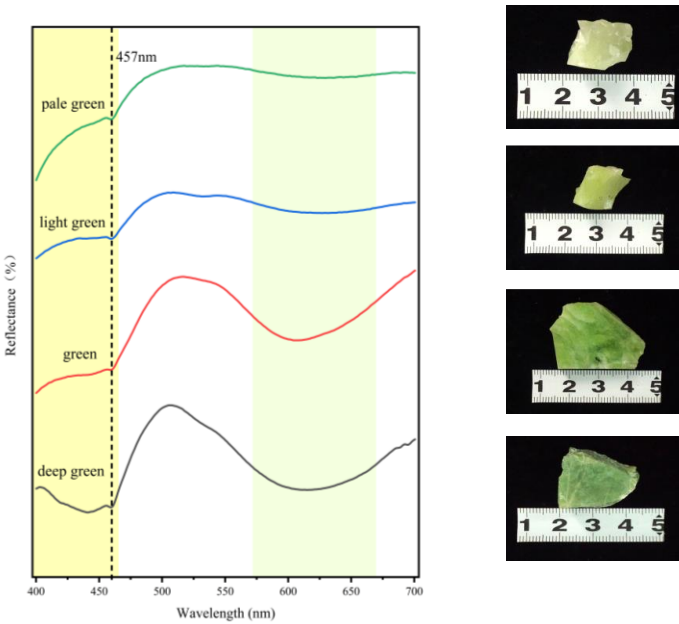 457nm
pale green
light green
green
deep green
Reflectance (%)
400 450 500 550 600 650 700
Wavelength (nm)
1 2 3 4 5
1 2 3 4 5
1 2 3 4 5
1 2 3 4 5